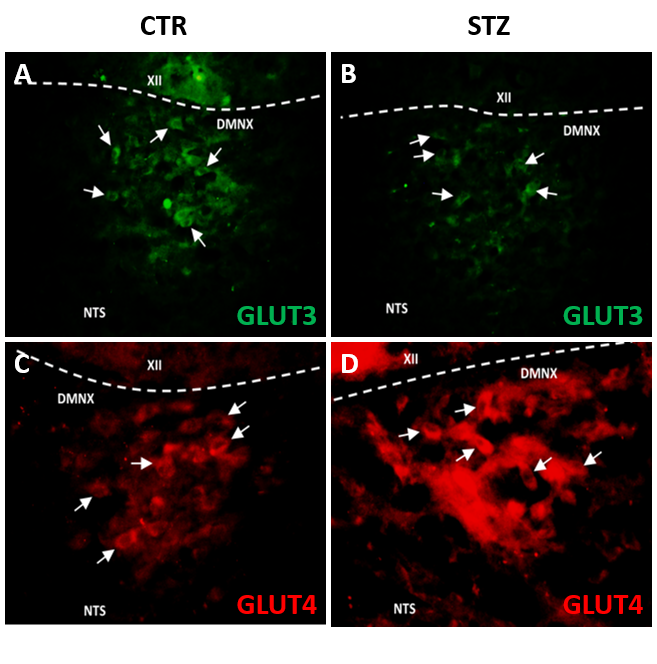 CTR STZ
A XII DMNX NTS GLUT3
B XII DMNX NTS GLUT3
C XII DMNX NTS GLUT4
D XII DMNX NTS GLUT4